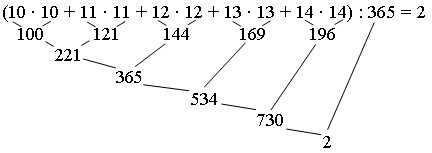 (10 · 10 + 11 · 11 + 12 · 12 + 13 · 13 + 14 · 14) : 365 = 2
100 121 144 169 196
221
365
534
730
2